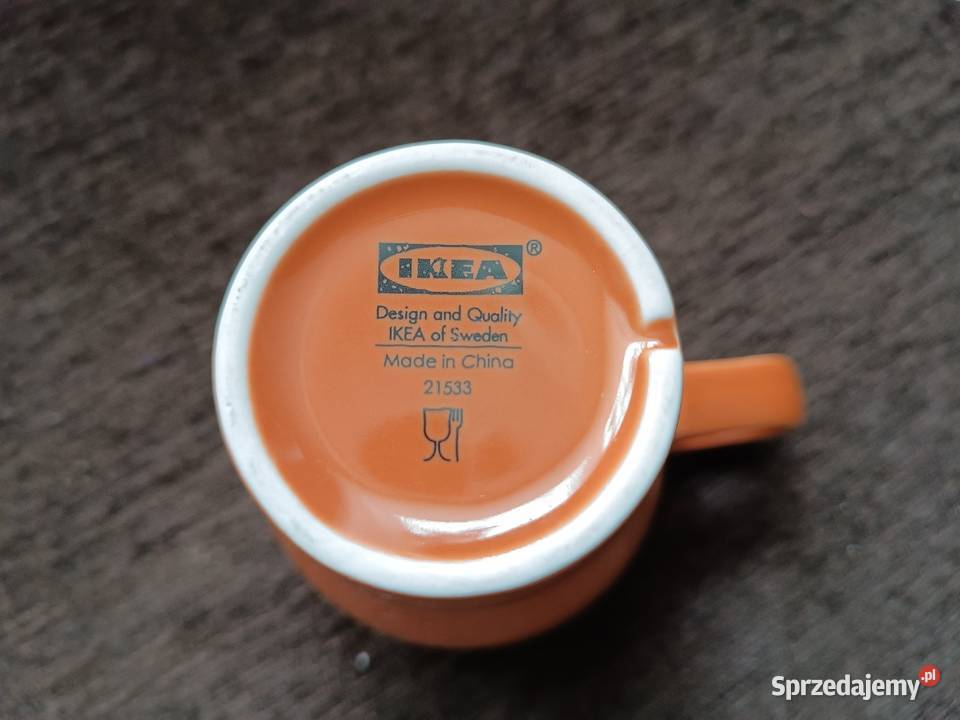 IKEA®
Design and Quality
IKEA of Sweden
Made in China
21533
Sprzedajemy.pl